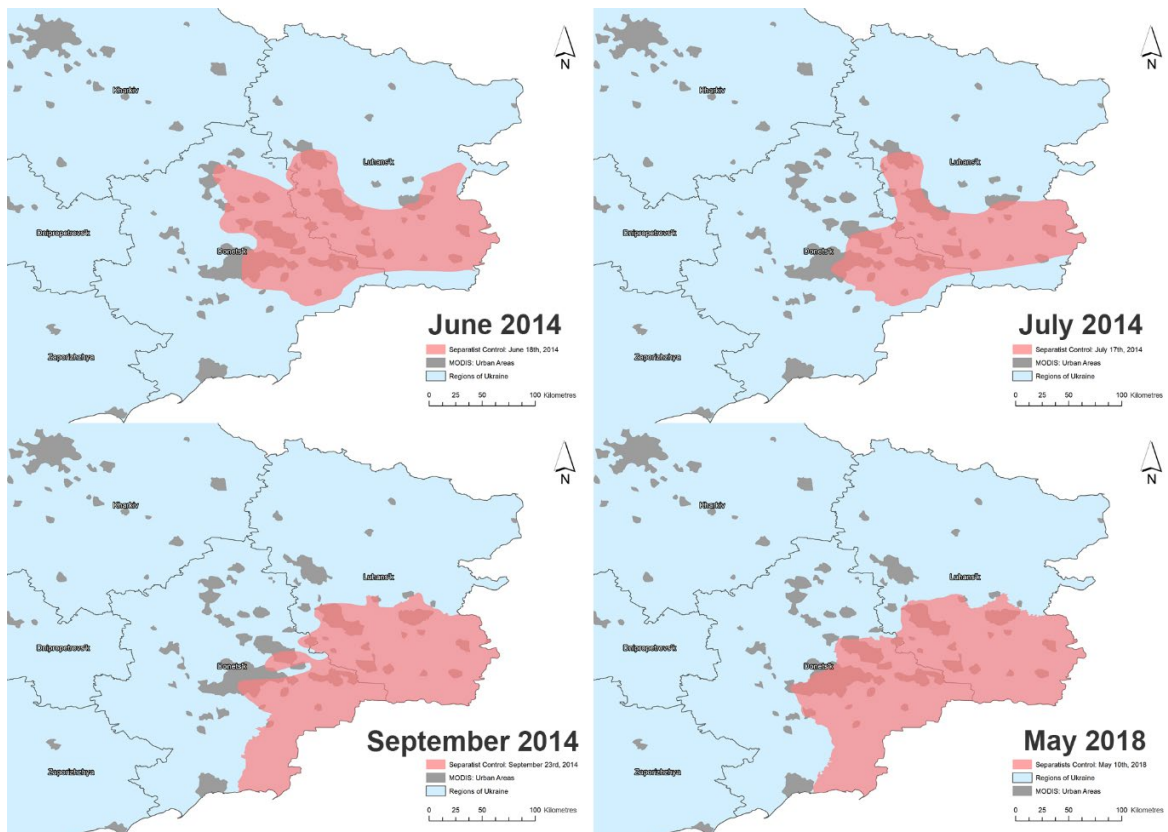 N
Kharkiv
Luhans'k
Dnipropetrovs'k
Donets'k
Zaporizhzhya
June 2014
Separatist Control: June 18th, 2014
MODIS: Urban Areas
Regions of Ukraine
0 25 50 100 Kilometres
N
Kharkiv
Luhans'k
Dnipropetrovs'k
Donets'k
Zaporizhzhya
July 2014
Separatist Control: July 17th, 2014
MODIS: Urban Areas
Regions of Ukraine
0 25 50 100 Kilometres
N
Kharkiv
Luhans'k
Dnipropetrovs'k
Donets'k
Zaporizhzhya
September 2014
Separatist Control: September 23rd, 2014
MODIS: Urban Areas
Regions of Ukraine
0 25 50 100 Kilometres
N
Kharkiv
Luhans'k
Dnipropetrovs'k
Donets'k
Zaporizhzhya
May 2018
Separatists Control: May 10th, 2018
Regions of Ukraine
MODIS: Urban Areas
0 25 50 100 Kilometres